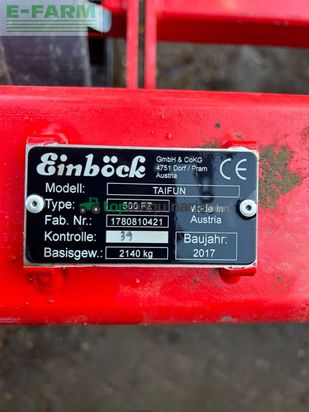 E-FARM
Einböck
GmbH & CoKG
4751 Dorf / Pram
Austria
CE
Modell: TAIFUN
Type: 500 FZ
Made in
Austria
Fab. Nr.: 1780810421
Kontrolle: 39
Baujahr:
2017
Basisgew.: 2140 kg